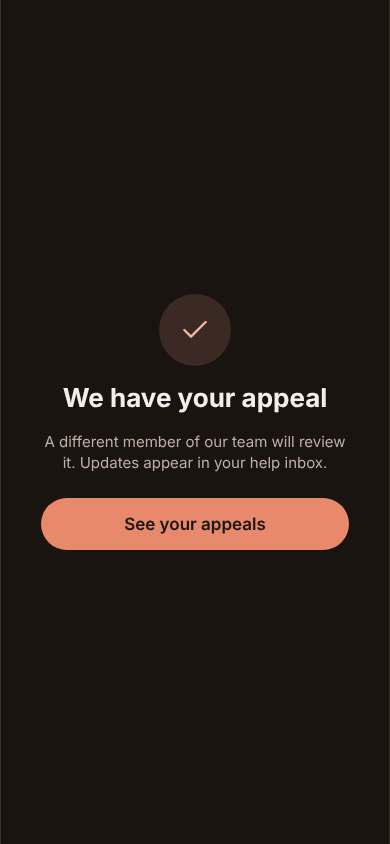 We have your appeal
A different member of our team will review
it. Updates appear in your help inbox.
See your appeals